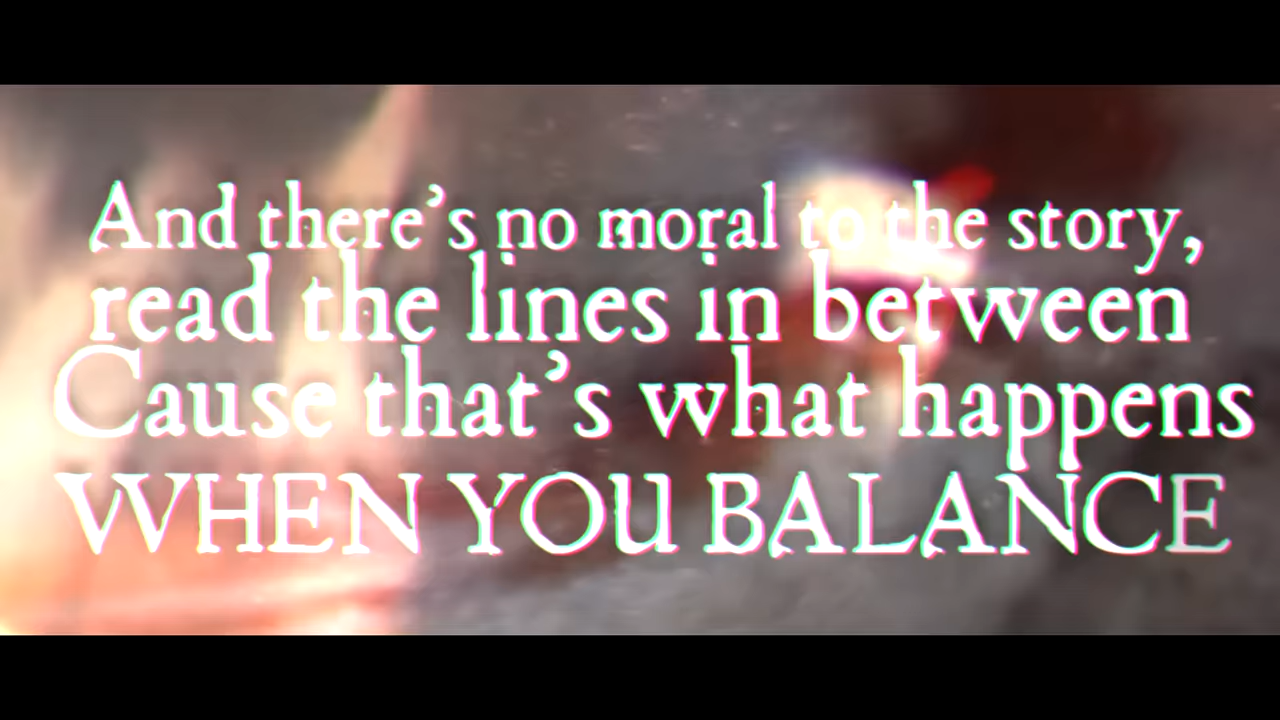 And there's no moral to the story,
read the lines in between
Cause that's what happens
WHEN YOU BALANCE